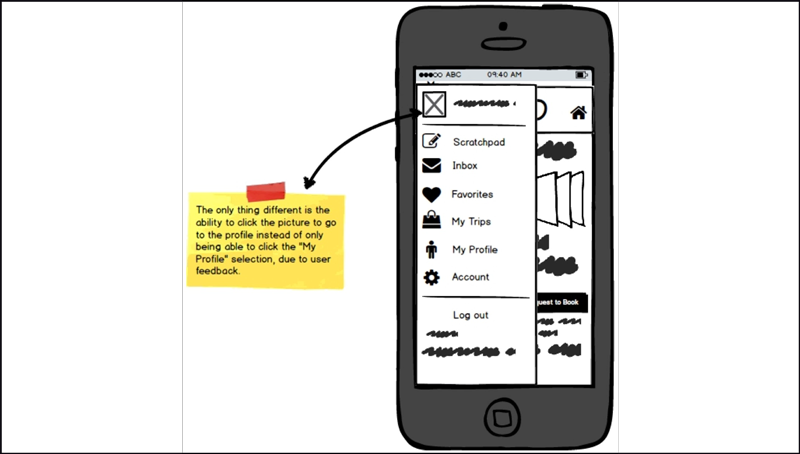 ABC 09:40 AM
Scratchpad
Inbox
Favorites
My Trips
My Profile
Account
Log out
to Book
The only thing different is the
ability to click the picture to go
to the profile instead of only
being able to click the "My
Profile" selection, due to user
feedback.